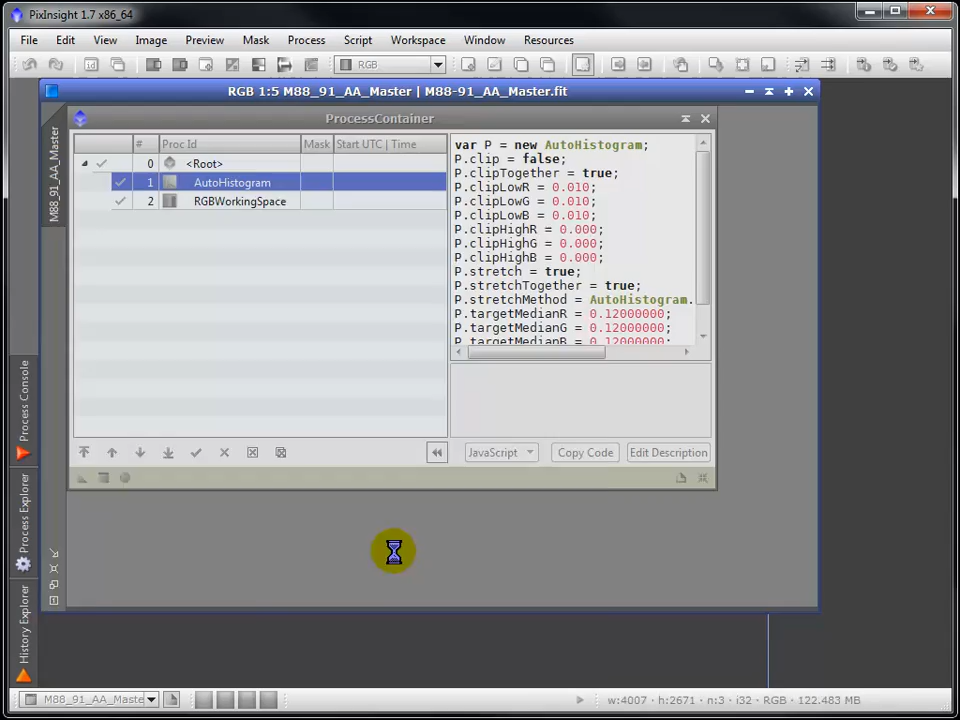 PixInsight 1.7 x86_64
File Edit View Image Preview Mask Process Script Workspace Window Resources
RGB
RGB 1:5 M88_91_AA_Master | M88-91_AA_Master.fit
M88_91_AA_Master
ProcessContainer
# Proc Id Mask Start UTC | Time
0 <Root>
1 AutoHistogram
2 RGBWorkingSpace
var P = new AutoHistogram;
P.clip = false;
P.clipTogether = true;
P.clipLowR = 0.010;
P.clipLowG = 0.010;
P.clipLowB = 0.010;
P.clipHighR = 0.000;
P.clipHighG = 0.000;
P.clipHighB = 0.000;
P.stretch = true;
P.stretchTogether = true;
P.stretchMethod = AutoHistogram.
P.targetMedianR = 0.12000000;
P.targetMedianG = 0.12000000;
P.targetMedianB = 0.12000000;
JavaScript Copy Code Edit Description
Process Console
Process Explorer
History Explorer
M88_91_AA_Maste
w:4007 · h:2671 · n:3 · i32 · RGB · 122.483 MB